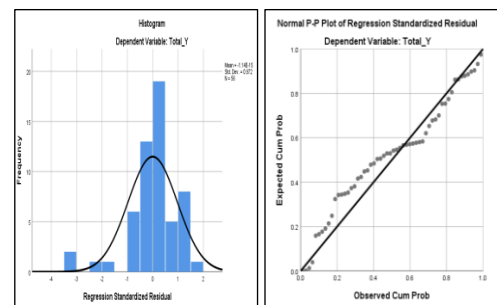 Histogram
Dependent Variable: Total_Y
Mean = -1.14E-15
Std. Dev. = 0.972
Frequency
20
15
10
5
0
-4 -3 -2 -1 0 1 2
Regression Standardized Residual
Normal P-P Plot of Regression Standardized Residual
Dependent Variable: Total_Y
Expected Cum Prob
1.0
0.8
0.6
0.4
0.2
0.0
0.0 0.2 0.4 0.6 0.8 1.0
Observed Cum Prob